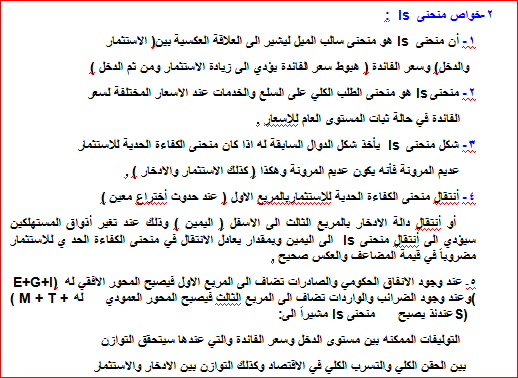 ٢-خواص منحنى Is :
١- أن منحنى Is هو منحنى سالب الميل ليشير الى العلاقة العكسية بين( الاستثمار
والدخل) وسعر الفائدة ( هبوط سعر الفائدة يؤدي الى زيادة الاستثمار ومن ثم الدخل )
٢- منحنى Is هو منحنى الطلب الكلي على السلع والخدمات عند الاسعار المختلفة لسعر
الفائدة في حالة ثبات المستوى العام للاسعار .
٣- شكل منحنى Is يأخذ شكل الدوال السابقة له اذا كان منحنى الكفاءة الحدية للاستثمار
عديم المرونة فأنه يكون عديم المرونة وهكذا ( كذلك الاستثمار والادخار ) .
٤- أنتقال منحنى الكفاءة الحدية للاستثماربالمربع الاول ( عند حدوث أختراع معين )
أو أنتقال دالة الادخار بالمربع الثالث الى الاسفل ( اليمين ) وذلك عند تغير أذواق المستهلكين
سيؤدي الى أنتقال منحنى Is الى اليمين وبمقدار يعادل الانتقال في منحنى الكفاءة الحد ي للاستثمار
مضروباً في قيمة المضاعف والعكس صحيح .
٥- عند وجود الانفاق الحكومي والصادرات تضاف الى المربع الاول فيصبح المحور الافقي له (E+G+I
)وعند وجود الضرائب والواردات تضاف الى المربع الثالث فيصبح المحور العمودي له ( M + T +
S) عندئة يصبح منحنى Is مشيراً الى:
التوليفات الممكنه بين مستوى الدخل وسعر الفائدة والتي عندها سيتحقق التوازن
بين الحقن الكلي والتسرب الكلي في الاقتصاد وكذلك التوازن بين الادخار والاستثمار